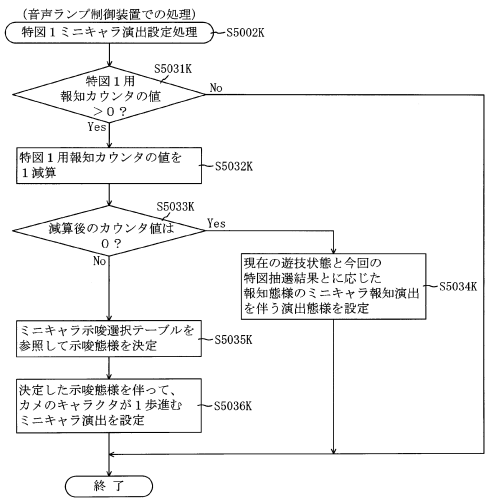 (音声ランプ制御装置での処理)
特図１ミニキャラ演出設定処理
S5002K
特図１用
報知カウンタの値
＞０？
S5031K
No
Yes
特図１用報知カウンタの値を
１減算
S5032K
減算後のカウンタ値は
０？
S5033K
Yes
No
現在の遊技状態と今回の
特図抽選結果とに応じた
報知態様のミニキャラ報知演出
を伴う演出態様を設定
S5034K
ミニキャラ示唆選択テーブルを
参照して示唆態様を決定
S5035K
決定した示唆態様を伴って、
カメのキャラクタが１歩進む
ミニキャラ演出を設定
S5036K
終了